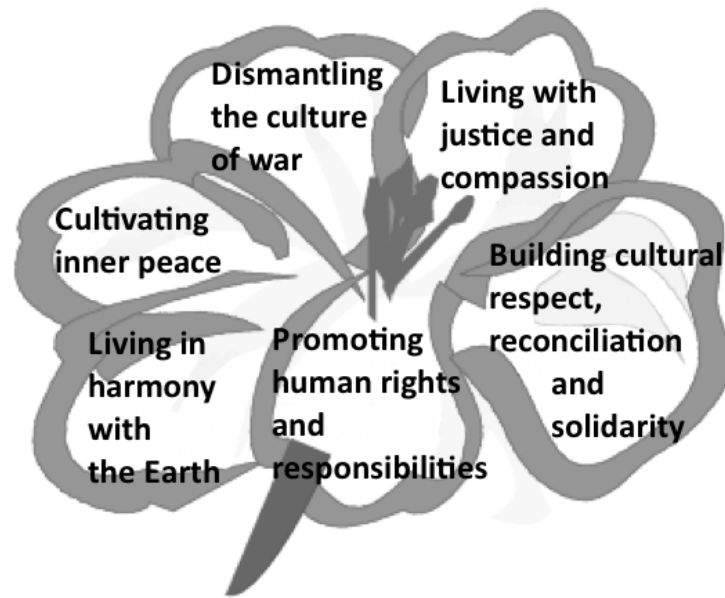 Dismantling
the culture
of war
Living with
justice and
compassion
Cultivating
inner peace
Building cultural
respect,
reconciliation
and
solidarity
Living in
harmony
with
the Earth
Promoting
human rights
and
responsibilities